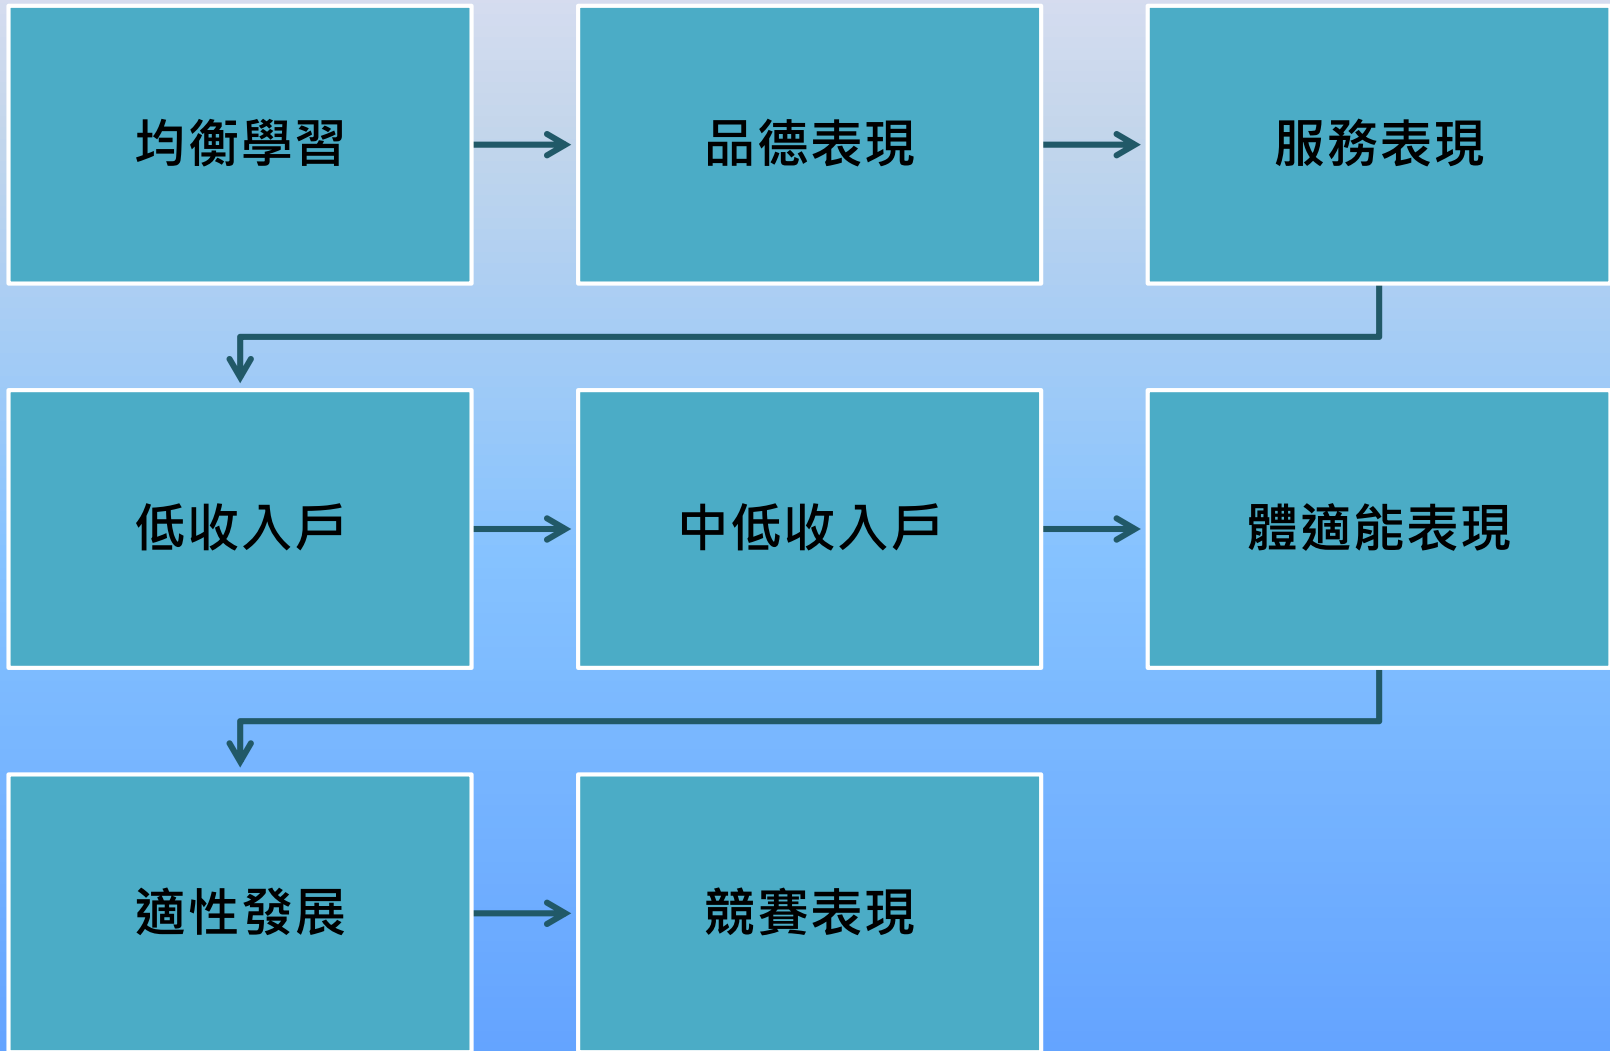 均衡學習
品德表現
服務表現
低收入戶
中低收入戶
體適能表現
適性發展
競賽表現